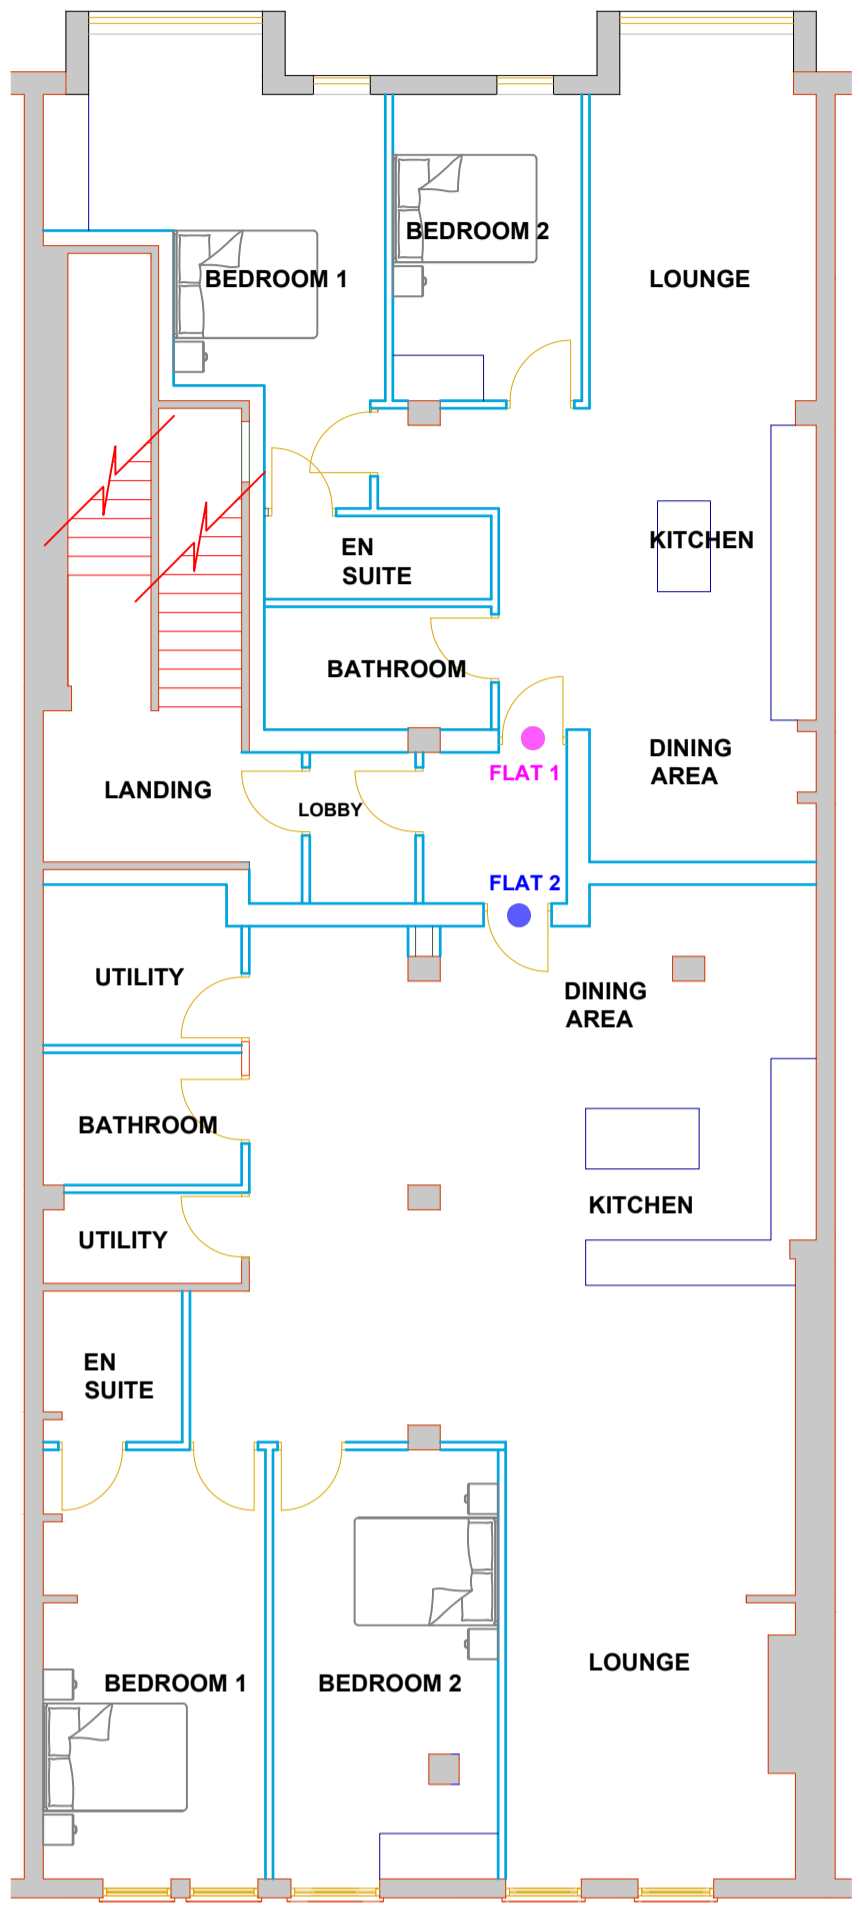 BEDROOM 2
BEDROOM 1
LOUNGE
KITCHEN
EN
SUITE
BATHROOM
DINING
AREA
FLAT 1
LANDING
LOBBY
FLAT 2
UTILITY
DINING
AREA
BATHROOM
KITCHEN
UTILITY
EN
SUITE
LOUNGE
BEDROOM 1
BEDROOM 2